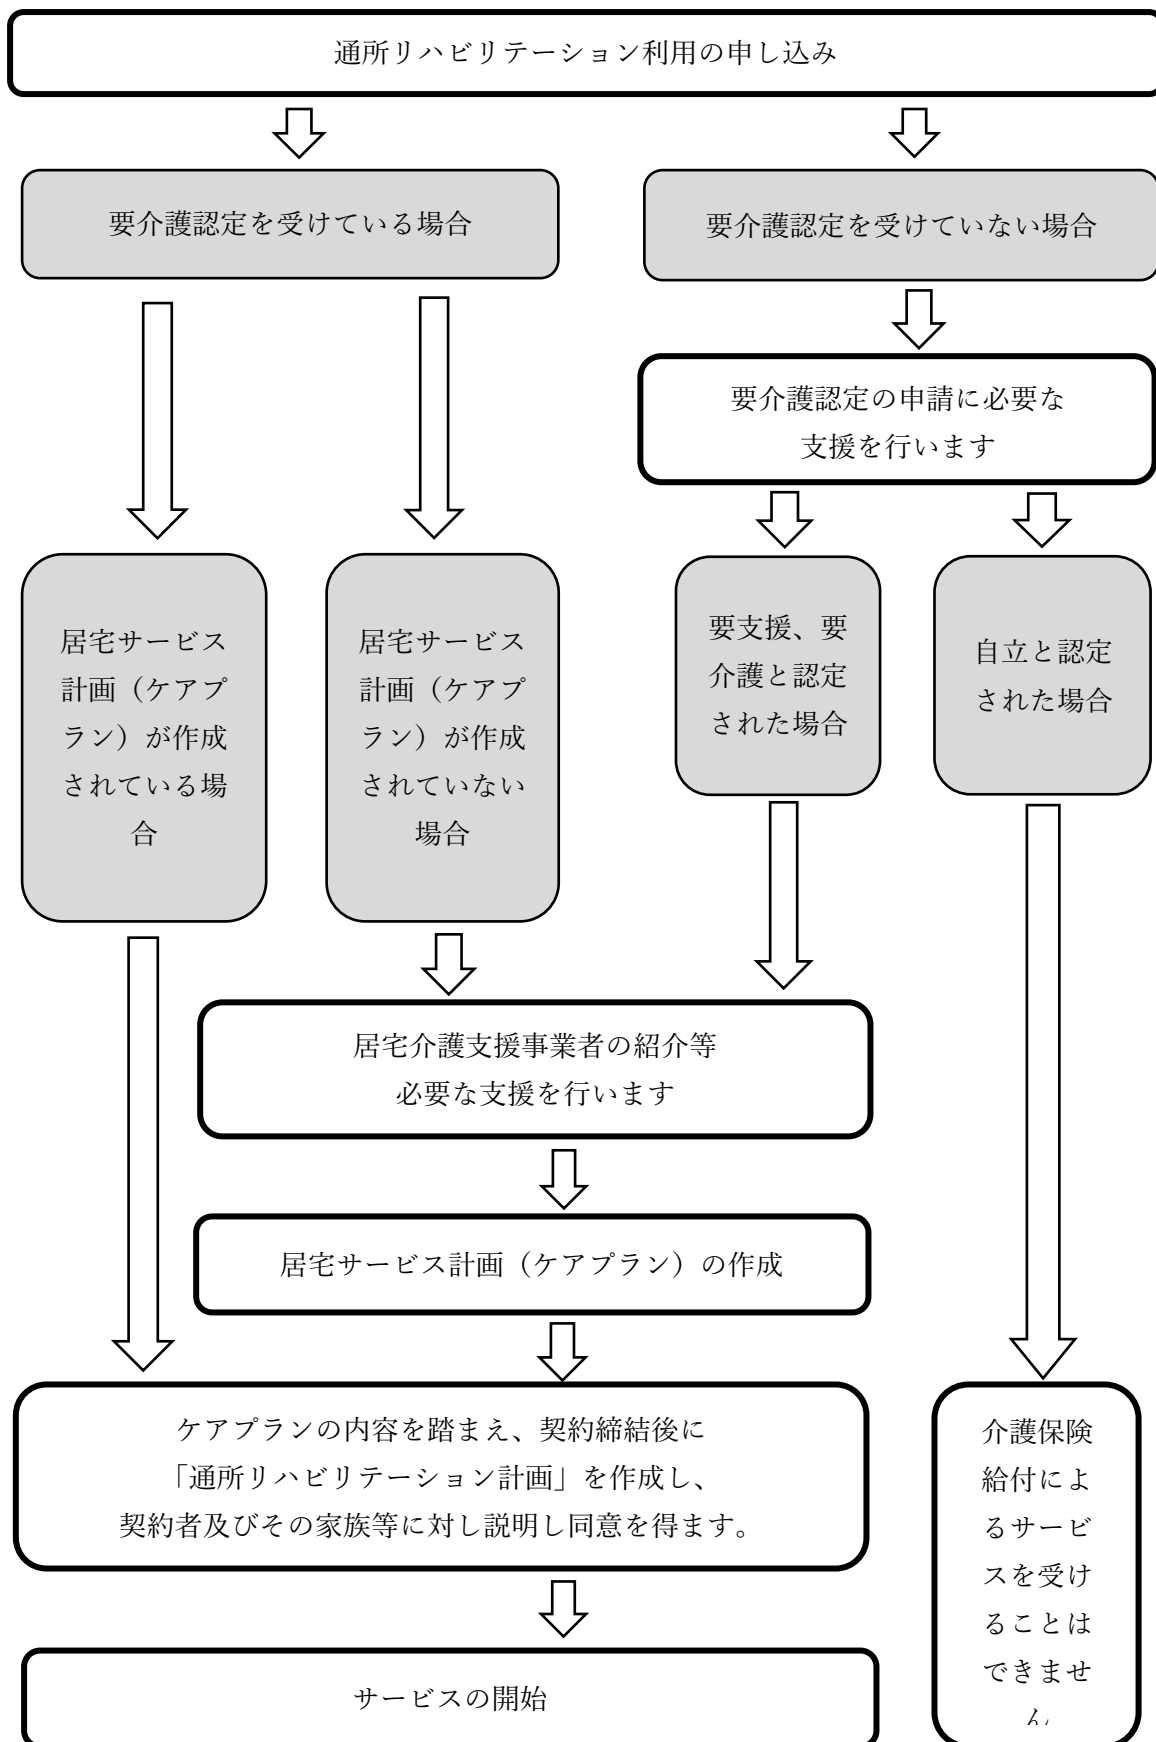 通所リハビリテーション利用の申し込み
要介護認定を受けている場合
要介護認定を受けていない場合
要介護認定の申請に必要な
支援を行います
居宅サービス
計画（ケアプ
ラン）が作成
されている場
合
居宅サービス
計画（ケアプ
ラン）が作成
されていない
場合
要支援、要
介護と認定
された場合
自立と認定
された場合
居宅介護支援事業者の紹介等
必要な支援を行います
居宅サービス計画（ケアプラン）の作成
ケアプランの内容を踏まえ、契約締結後に
「通所リハビリテーション計画」を作成し、
契約者及びその家族等に対し説明し同意を得ます。
介護保険
給付によ
るサービ
スを受け
ることは
できませ
ん
サービスの開始